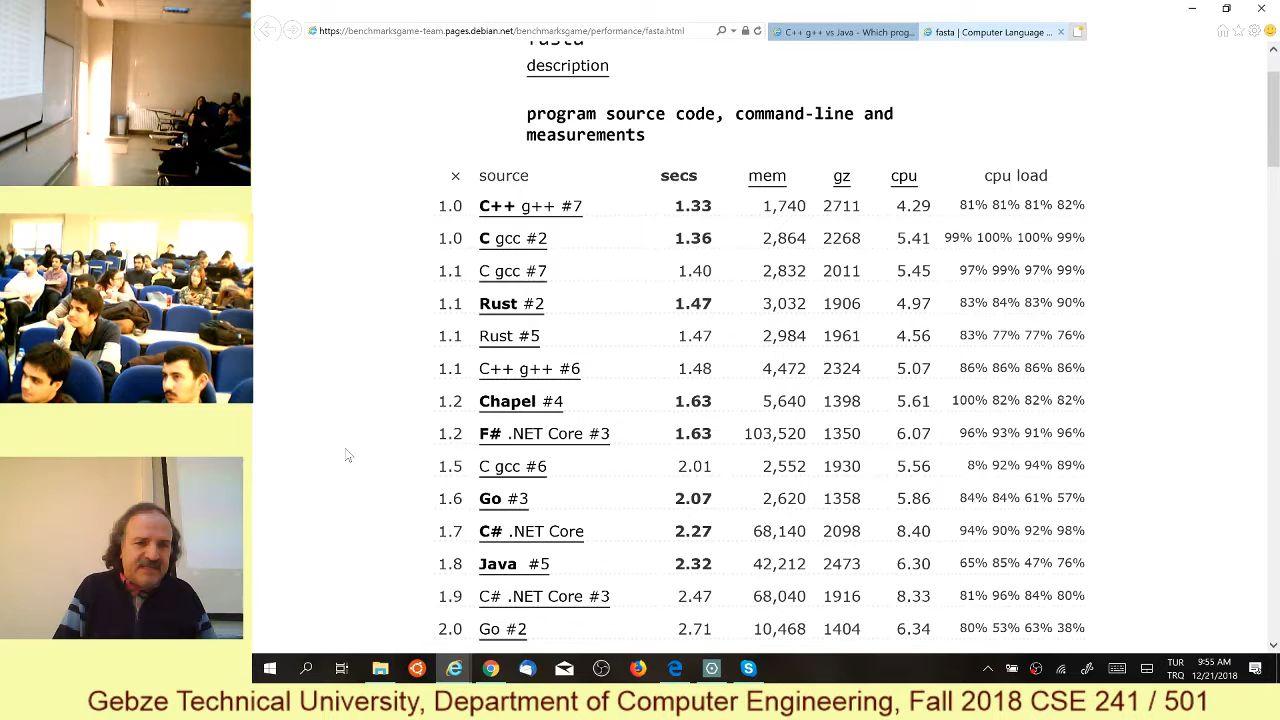 https://benchmarksgame-team.pages.debian.net/benchmarksgame/performance/fasta.html
C++ g++ vs Java - Which prog...
fasta | Computer Language ...
fasta
description
program source code, command-line and
measurements
× source secs mem gz cpu cpu load
1.0 C++ g++ #7 1.33 1,740 2711 4.29 81% 81% 81% 82%
1.0 C gcc #2 1.36 2,864 2268 5.41 99% 100% 100% 99%
1.1 C gcc #7 1.40 2,832 2011 5.45 97% 99% 97% 99%
1.1 Rust #2 1.47 3,032 1906 4.97 83% 84% 83% 90%
1.1 Rust #5 1.47 2,984 1961 4.56 83% 77% 77% 76%
1.1 C++ g++ #6 1.48 4,472 2324 5.07 86% 86% 86% 86%
1.2 Chapel #4 1.63 5,640 1398 5.61 100% 82% 82% 82%
1.2 F# .NET Core #3 1.63 103,520 1350 6.07 96% 93% 91% 96%
1.5 C gcc #6 2.01 2,552 1930 5.56 8% 92% 94% 89%
1.6 Go #3 2.07 2,620 1358 5.86 84% 84% 61% 57%
1.7 C# .NET Core 2.27 68,140 2098 8.40 94% 90% 92% 98%
1.8 Java #5 2.32 42,212 2473 6.30 65% 85% 47% 76%
1.9 C# .NET Core #3 2.47 68,040 1916 8.33 81% 96% 84% 80%
2.0 Go #2 2.71 10,468 1404 6.34 80% 53% 63% 38%
TUR 9:55 AM
TRQ 12/21/2018
Gebze Technical University, Department of Computer Engineering, Fall 2018 CSE 241 / 501